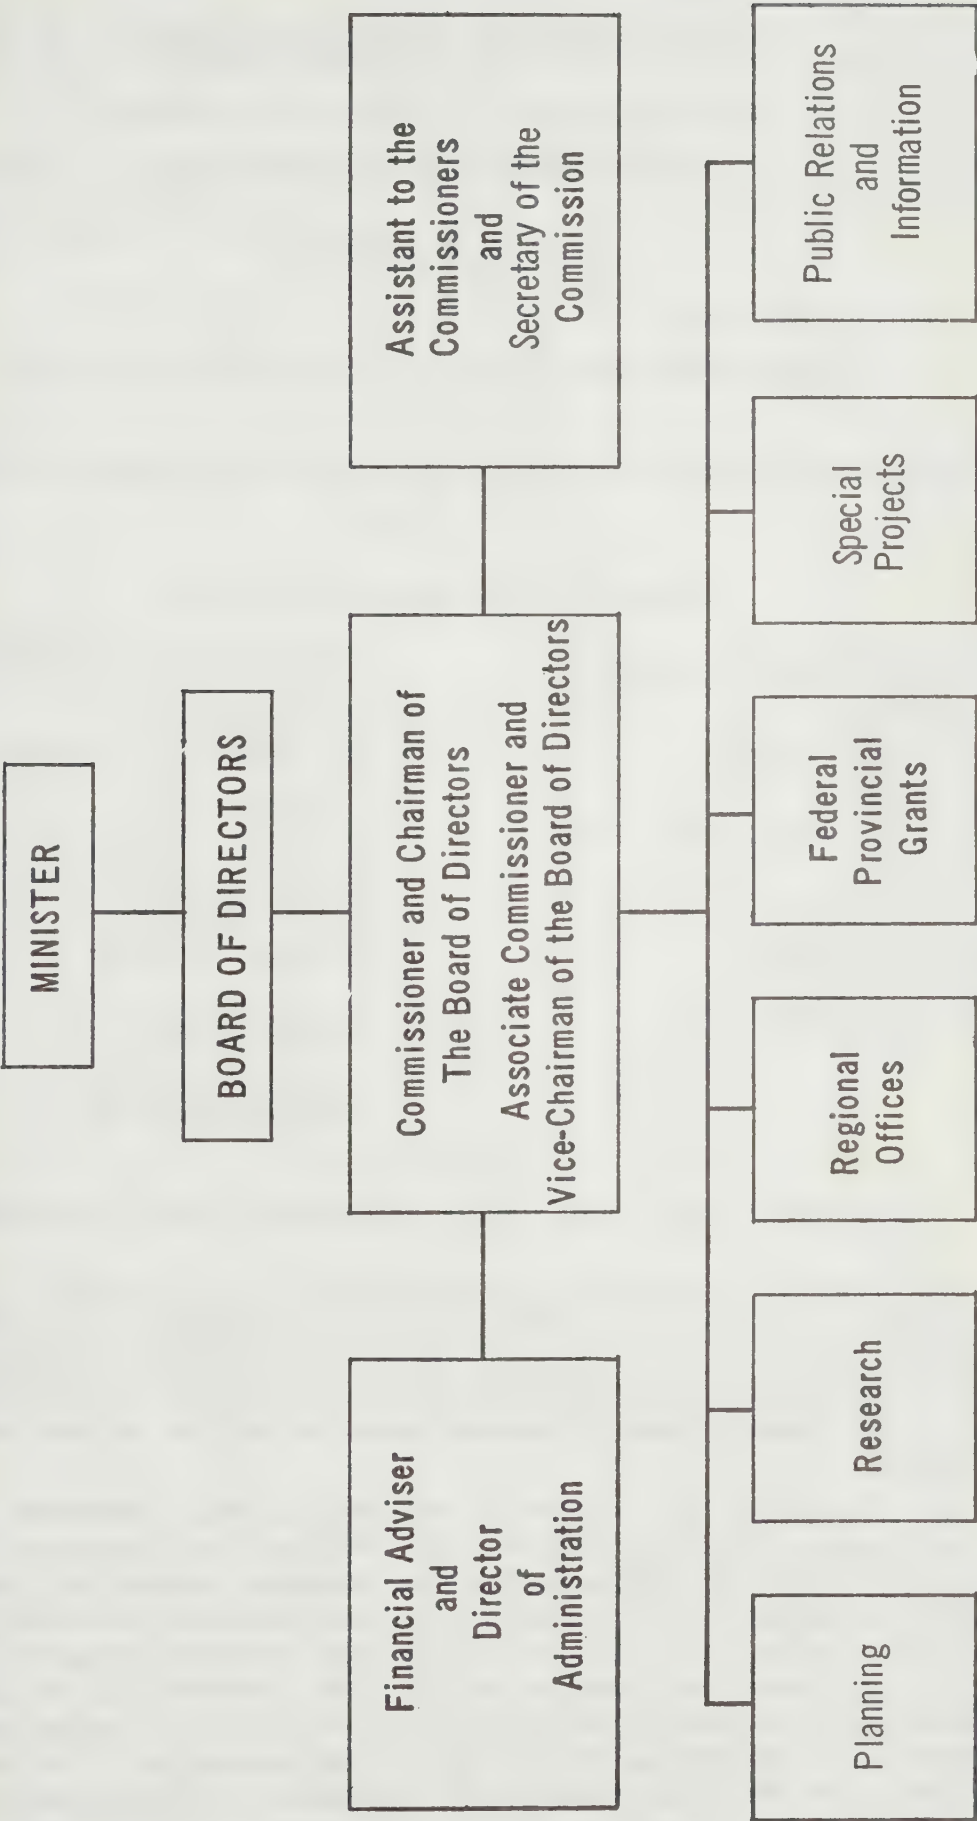 MINISTER
BOARD OF DIRECTORS
Financial Adviser
and
Director
of
Administration
Commissioner and Chairman of
The Board of Directors
Associate Commissioner and
Vice-Chairman of the Board of Directors
Assistant to the
Commissioners
and
Secretary of the
Commission
Planning
Research
Regional
Offices
Federal
Provincial
Grants
Special
Projects
Public Relations
and
Information